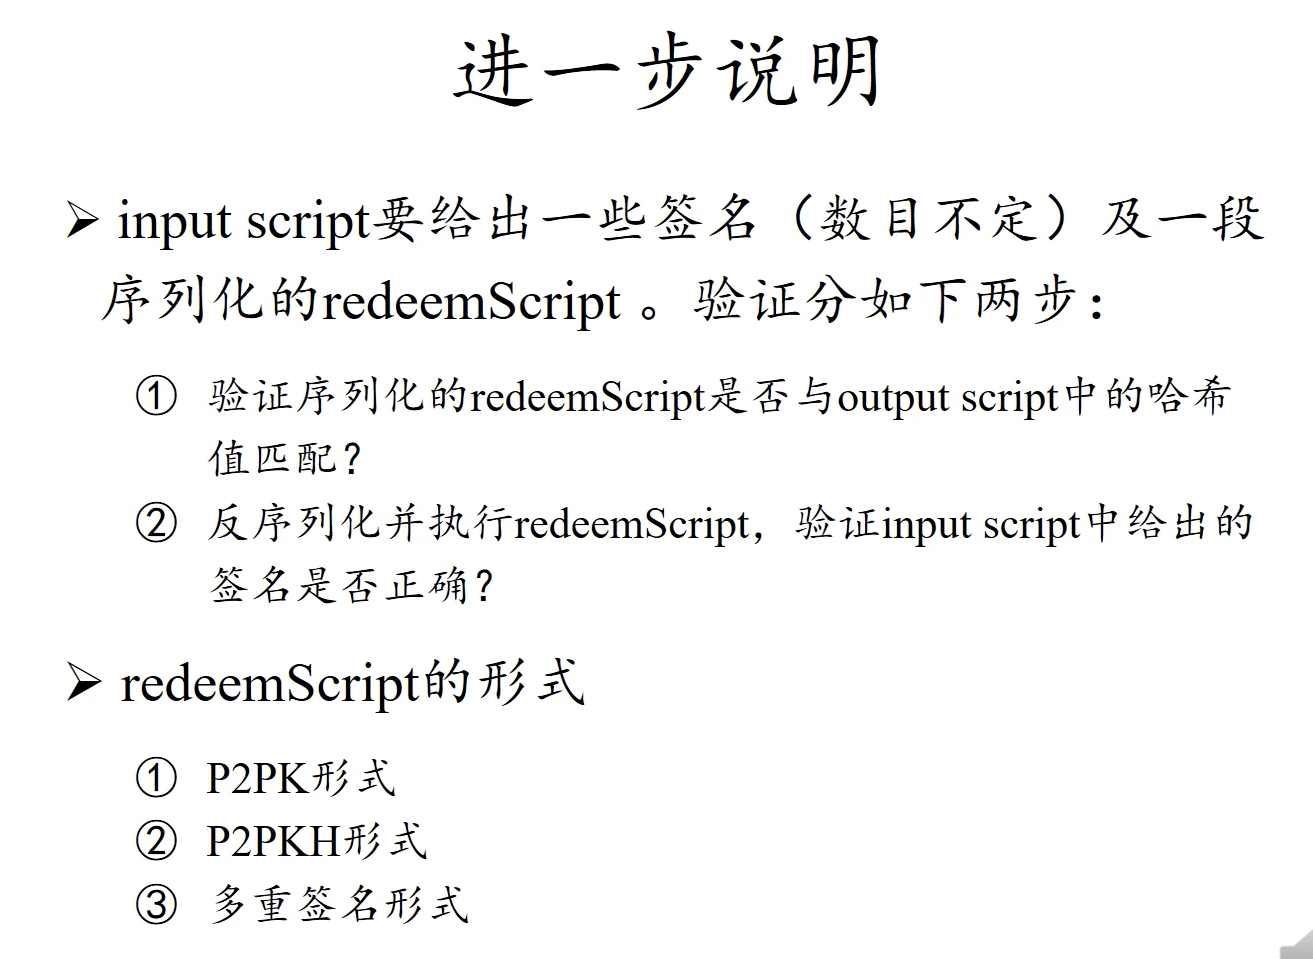 进一步说明
➢ input script要给出一些签名（数目不定）及一段
序列化的redeemScript 。验证分如下两步：
① 验证序列化的redeemScript是否与output script中的哈希
值匹配？
② 反序列化并执行redeemScript，验证input script中给出的
签名是否正确？
➢ redeemScript的形式
① P2PK形式
② P2PKH形式
③ 多重签名形式